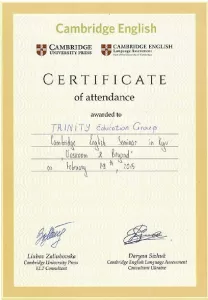 Cambridge English
CAMBRIDGE
UNIVERSITY PRESS
CAMBRIDGE ENGLISH
Language Assessment
CERTIFICATE
of attendance
awarded to
TRINITY Education Group
Cambridge English Seminar in Kyiv
"Classroom & Beyond"
on February 2015
Liubov Zaliubovska
Cambridge University Press
ELT Consultant
Daryna Sizhuk
Cambridge English Language Assessment
Consultant Ukraine